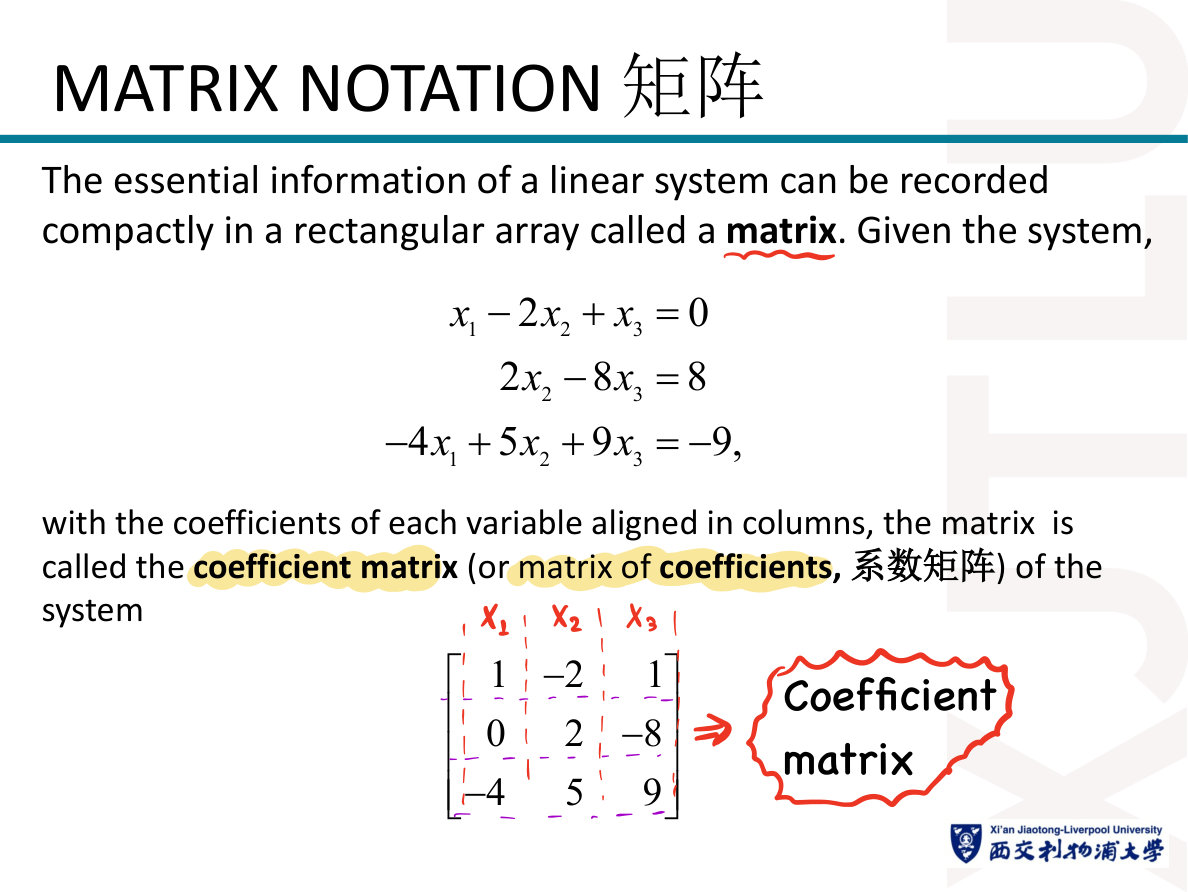 MATRIX NOTATION 矩阵
The essential information of a linear system can be recorded
compactly in a rectangular array called a matrix. Given the system,
x₁ − 2x₂ + x₃ = 0
2x₂ − 8x₃ = 8
−4x₁ + 5x₂ + 9x₃ = −9,
with the coefficients of each variable aligned in columns, the matrix is
called the coefficient matrix (or matrix of coefficients, 系数矩阵) of the
system
x₁ x₂ x₃
1 −2 1
0 2 −8
−4 5 9
⇒ Coefficient
matrix
Xi'an Jiaotong-Liverpool University
西交利物浦大学
XJTLU